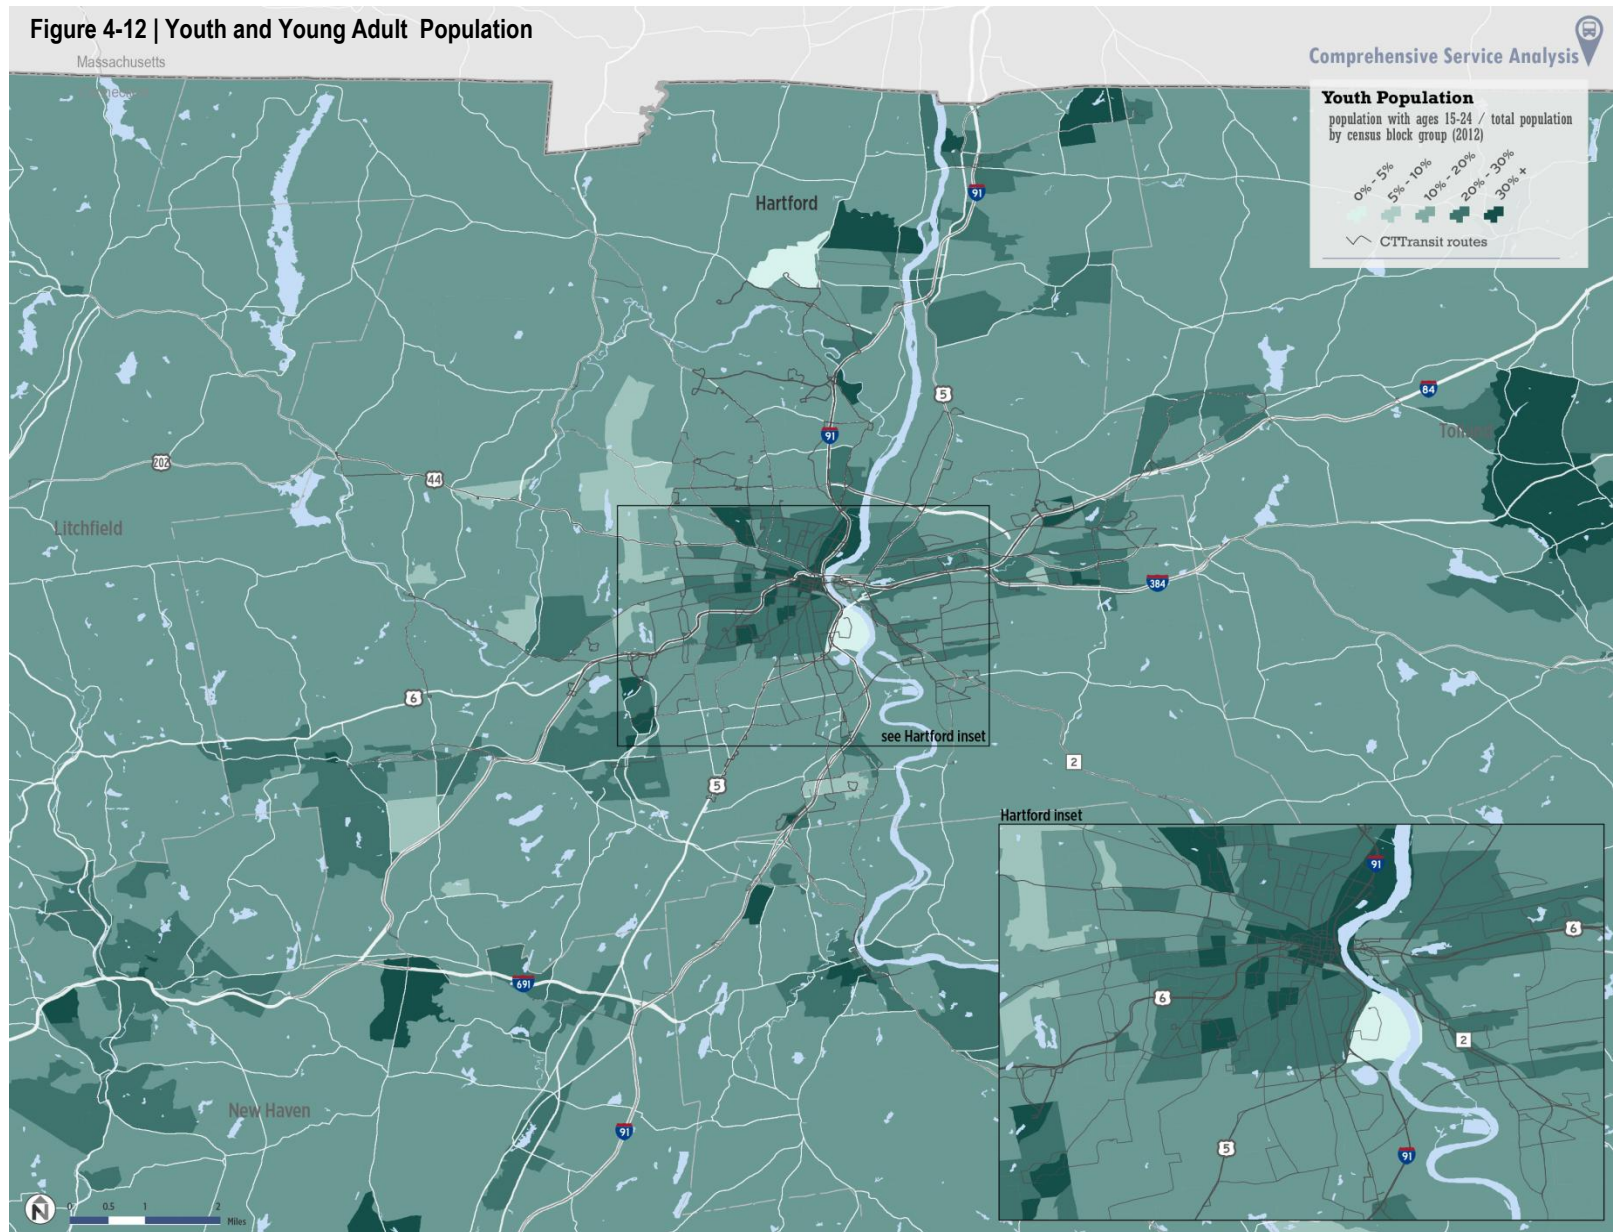 Figure 4-12 | Youth and Young Adult Population
Massachusetts
Comprehensive Service Analysis
Youth Population
population with ages 15-24 / total population
by census block group (2012)
0% - 5%
5% - 10%
10% - 20%
20% - 30%
30% +
CTTransit routes
Hartford
91
5
84
91
202
44
Litchfield
384
6
see Hartford inset
5
2
Hartford inset
91
6
6
2
5
91
691
New Haven
91
N
0
0.5
1
2
Miles